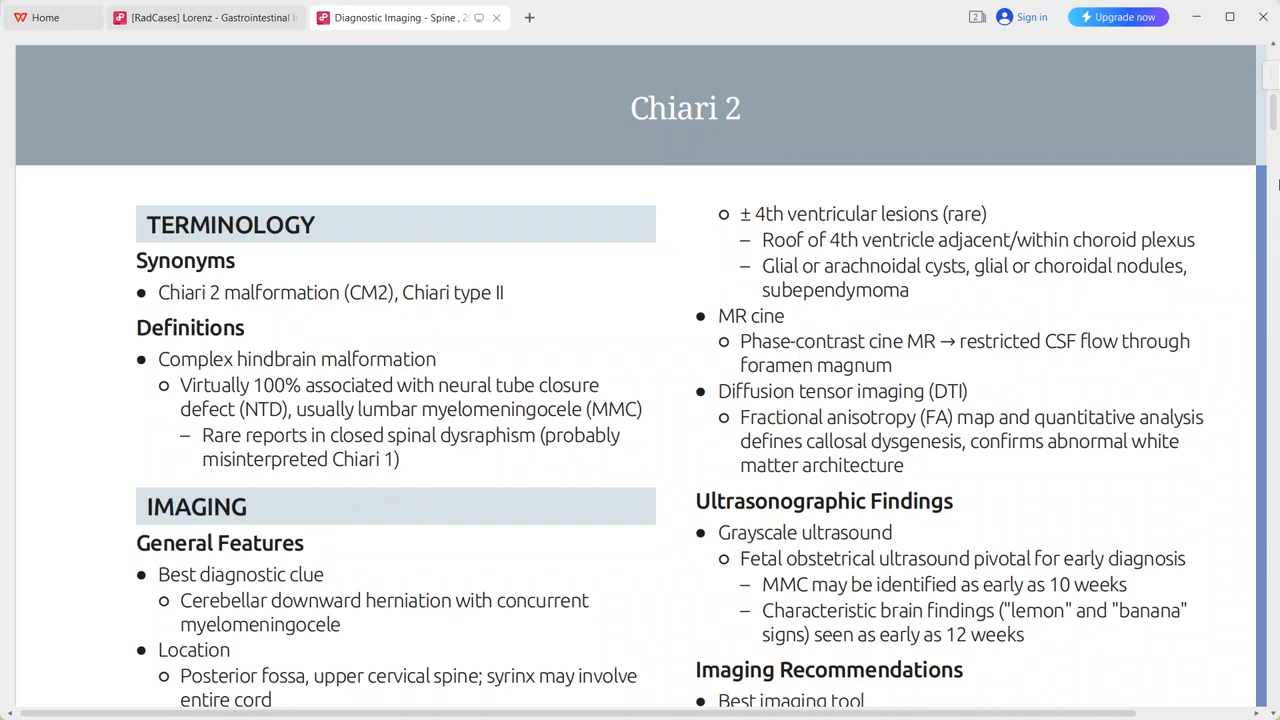 Home
[RadCases] Lorenz - Gastrointestinal I
Diagnostic Imaging - Spine , 2
2
Sign in
Upgrade now
Chiari 2
TERMINOLOGY
Synonyms
● Chiari 2 malformation (CM2), Chiari type II
Definitions
● Complex hindbrain malformation
○ Virtually 100% associated with neural tube closure
defect (NTD), usually lumbar myelomeningocele (MMC)
– Rare reports in closed spinal dysraphism (probably
misinterpreted Chiari 1)
IMAGING
General Features
● Best diagnostic clue
○ Cerebellar downward herniation with concurrent
myelomeningocele
● Location
○ Posterior fossa, upper cervical spine; syrinx may involve
entire cord
○ ± 4th ventricular lesions (rare)
– Roof of 4th ventricle adjacent/within choroid plexus
– Glial or arachnoidal cysts, glial or choroidal nodules,
subependymoma
● MR cine
○ Phase-contrast cine MR → restricted CSF flow through
foramen magnum
● Diffusion tensor imaging (DTI)
○ Fractional anisotropy (FA) map and quantitative analysis
defines callosal dysgenesis, confirms abnormal white
matter architecture
Ultrasonographic Findings
● Grayscale ultrasound
○ Fetal obstetrical ultrasound pivotal for early diagnosis
– MMC may be identified as early as 10 weeks
– Characteristic brain findings ("lemon" and "banana"
signs) seen as early as 12 weeks
Imaging Recommendations
● Best imaging tool